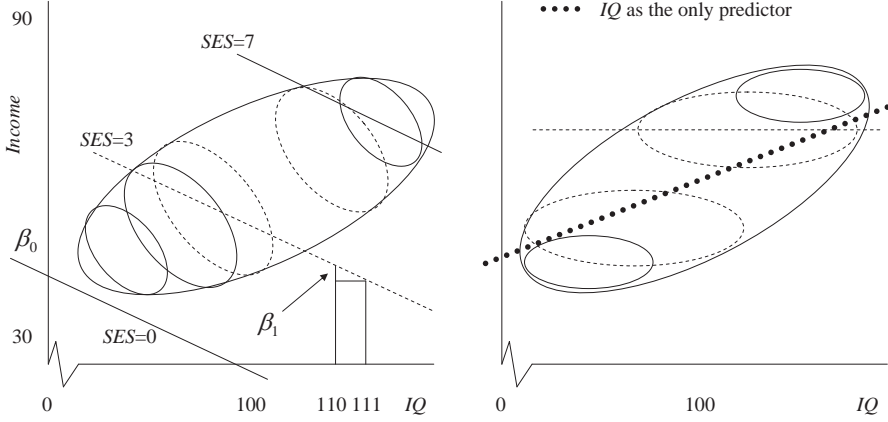 90
IQ as the only predictor
SES=7
Income
SES=3
β0
β1
30
SES=0
0
100
110 111
IQ
0
100
IQ